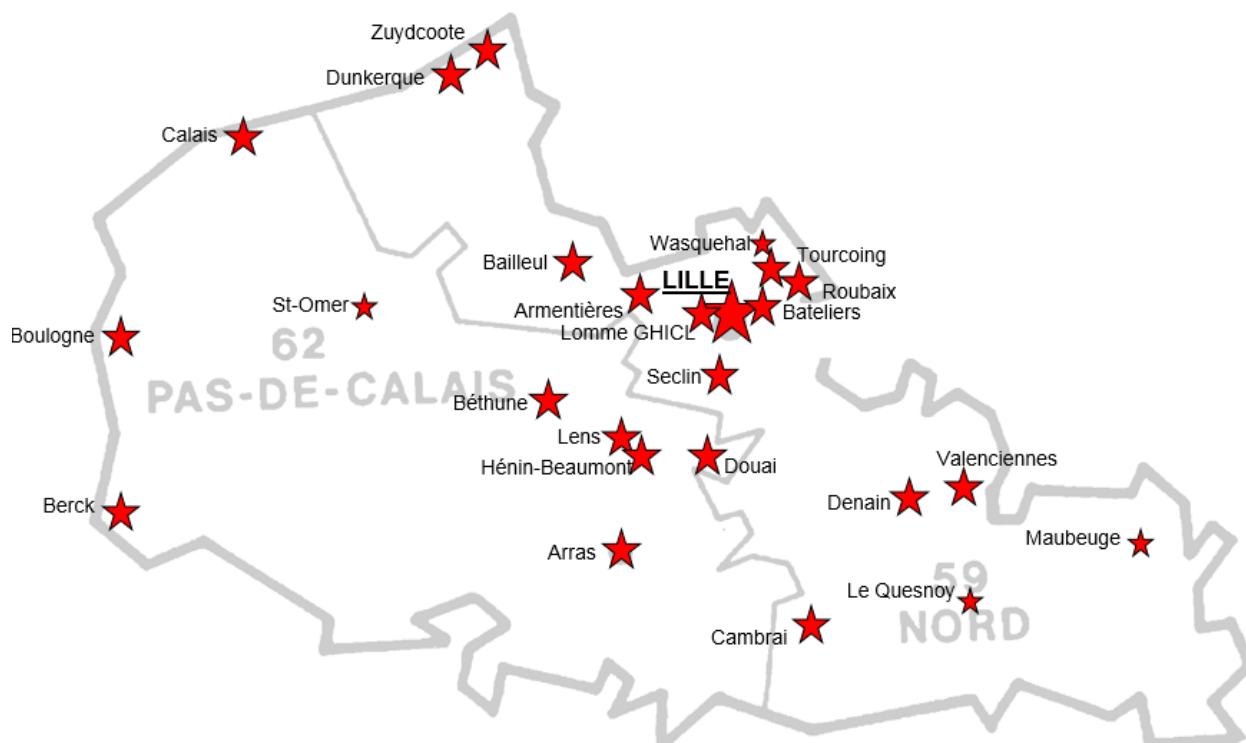 Zuydcoote
Dunkerque
Calais
Wasquehal
Tourcoing
Bailleul
LILLE
Roubaix
St-Omer
Armentières
Bateliers
Boulogne
Lomme GHICL
62
PAS-DE-CALAIS
Seclin
Béthune
Lens
Hénin-Beaumont
Douai
Valenciennes
Berck
Denain
Maubeuge
Arras
59
Le Quesnoy
NORD
Cambrai